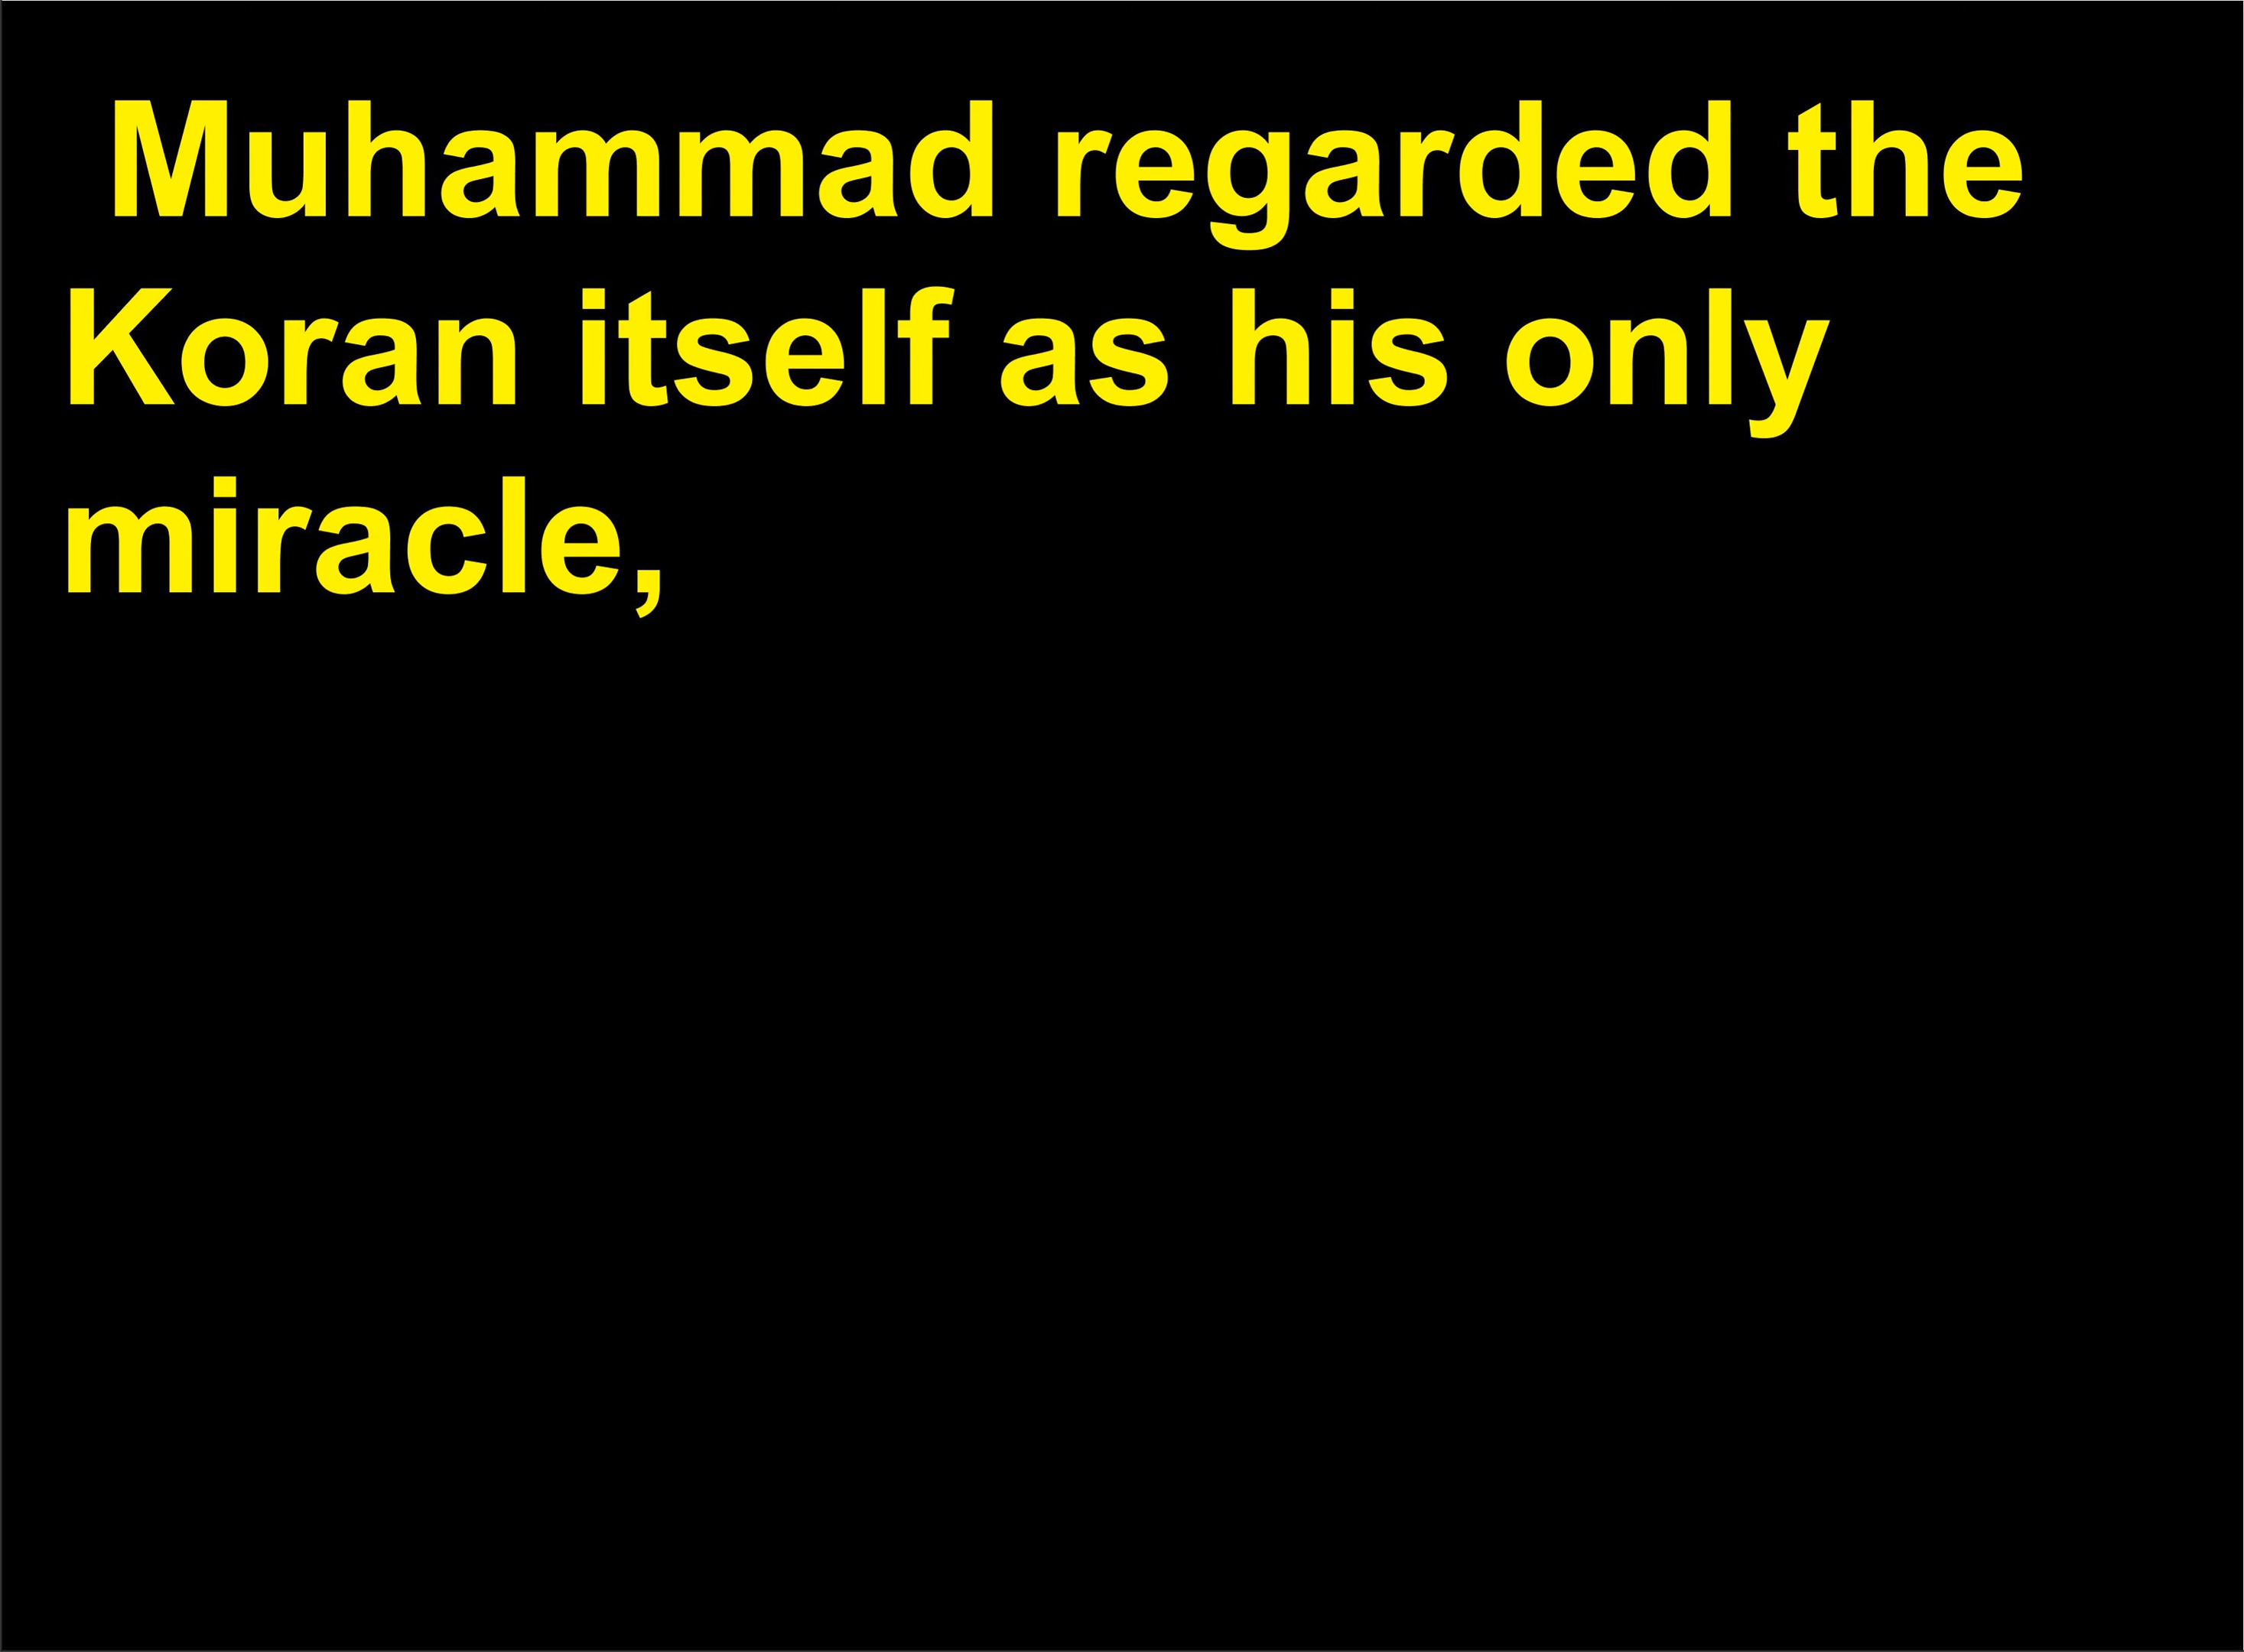 Muhammad regarded the
Koran itself as his only
miracle,